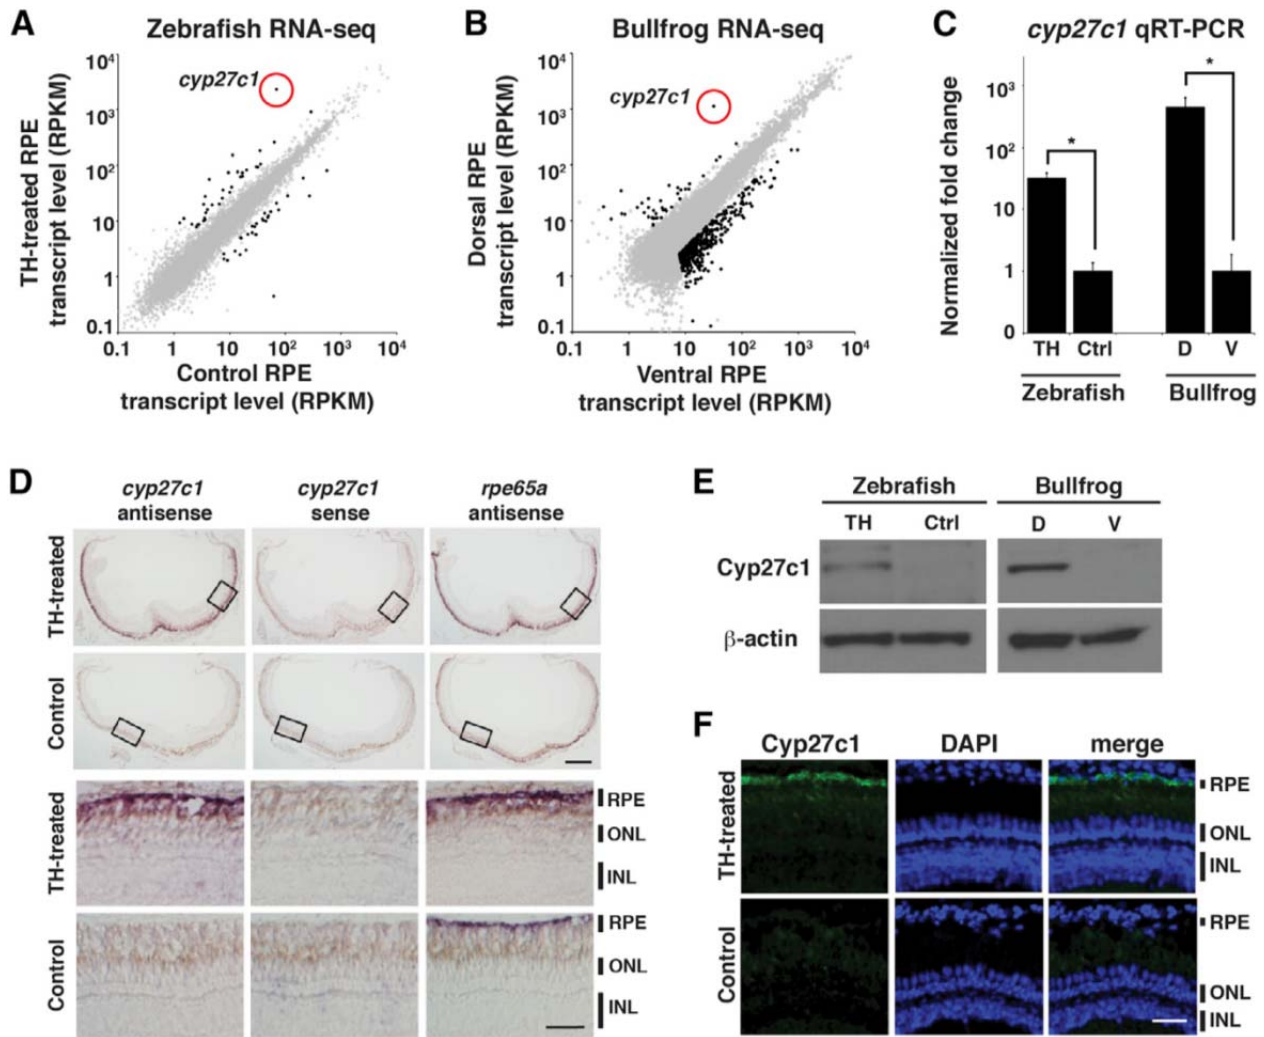 A
Zebrafish RNA-seq
TH-treated RPE
transcript level (RPKM)
10⁴
10³
10²
10
1
0.1
cyp27c1
0.1 1 10 10² 10³ 10⁴
Control RPE
transcript level (RPKM)
B
Bullfrog RNA-seq
Dorsal RPE
transcript level (RPKM)
10⁴
10³
10²
10
1
0.1
cyp27c1
0.1 1 10 10² 10³ 10⁴
Ventral RPE
transcript level (RPKM)
C
cyp27c1 qRT-PCR
Normalized fold change
10³
10²
10
1
0
*
*
TH Ctrl D V
Zebrafish Bullfrog
D
cyp27c1 antisense
cyp27c1 sense
rpe65a antisense
TH-treated
Control
TH-treated
RPE
ONL
INL
Control
RPE
ONL
INL
E
Zebrafish Bullfrog
TH Ctrl D V
Cyp27c1
β-actin
F
Cyp27c1 DAPI merge
TH-treated
RPE
ONL
INL
Control
RPE
ONL
INL